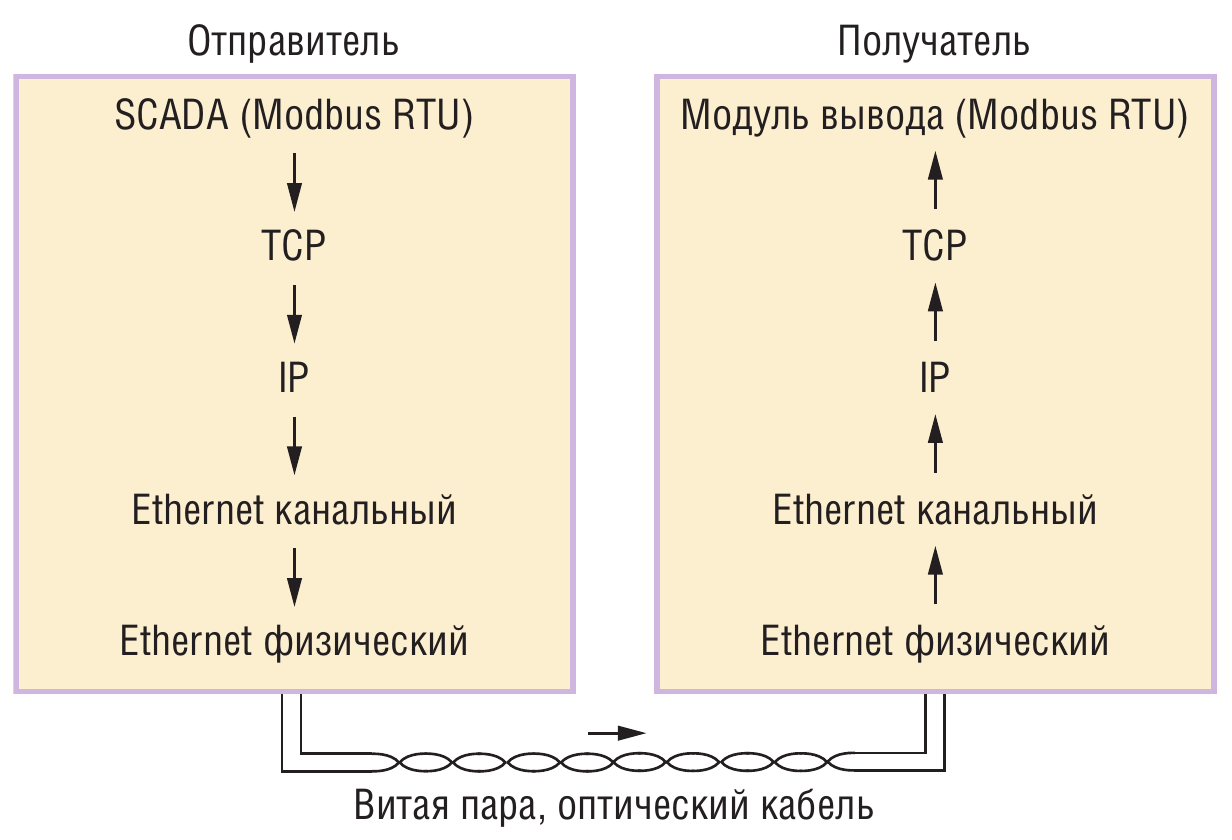 Отправитель
SCADA (Modbus RTU)
TCP
IP
Ethernet канальный
Ethernet физический
Получатель
Модуль вывода (Modbus RTU)
TCP
IP
Ethernet канальный
Ethernet физический
Витая пара, оптический кабель